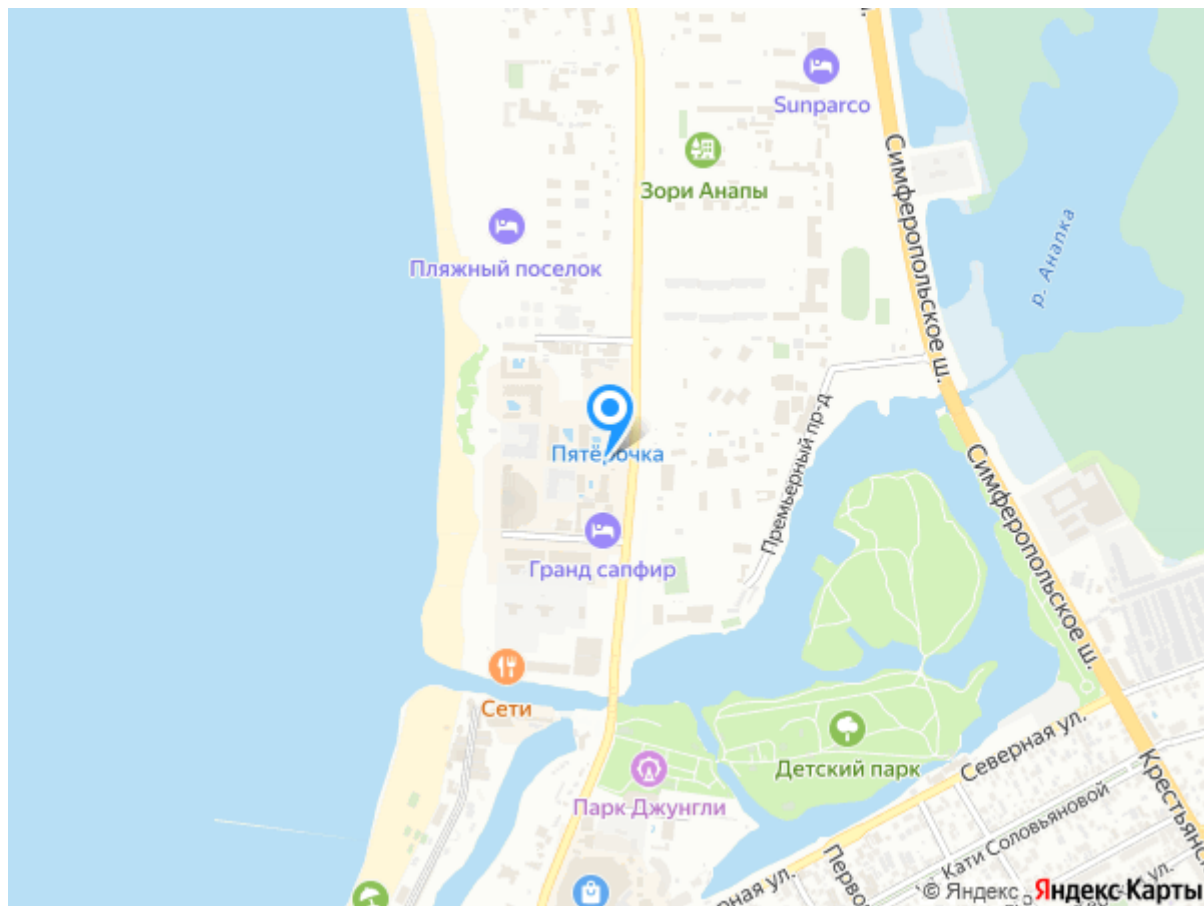 Sunparco
Зори Анапы
Симферопольское ш.
р. Анапка
Пляжный поселок
Пятёрочка
Премьерный пр-д
Симферопольское ш.
Гранд сапфир
Сети
Северная ул.
Детский парк
Парк Джунгли
Кати Соловьяновой
© Яндекс Яндекс Карты